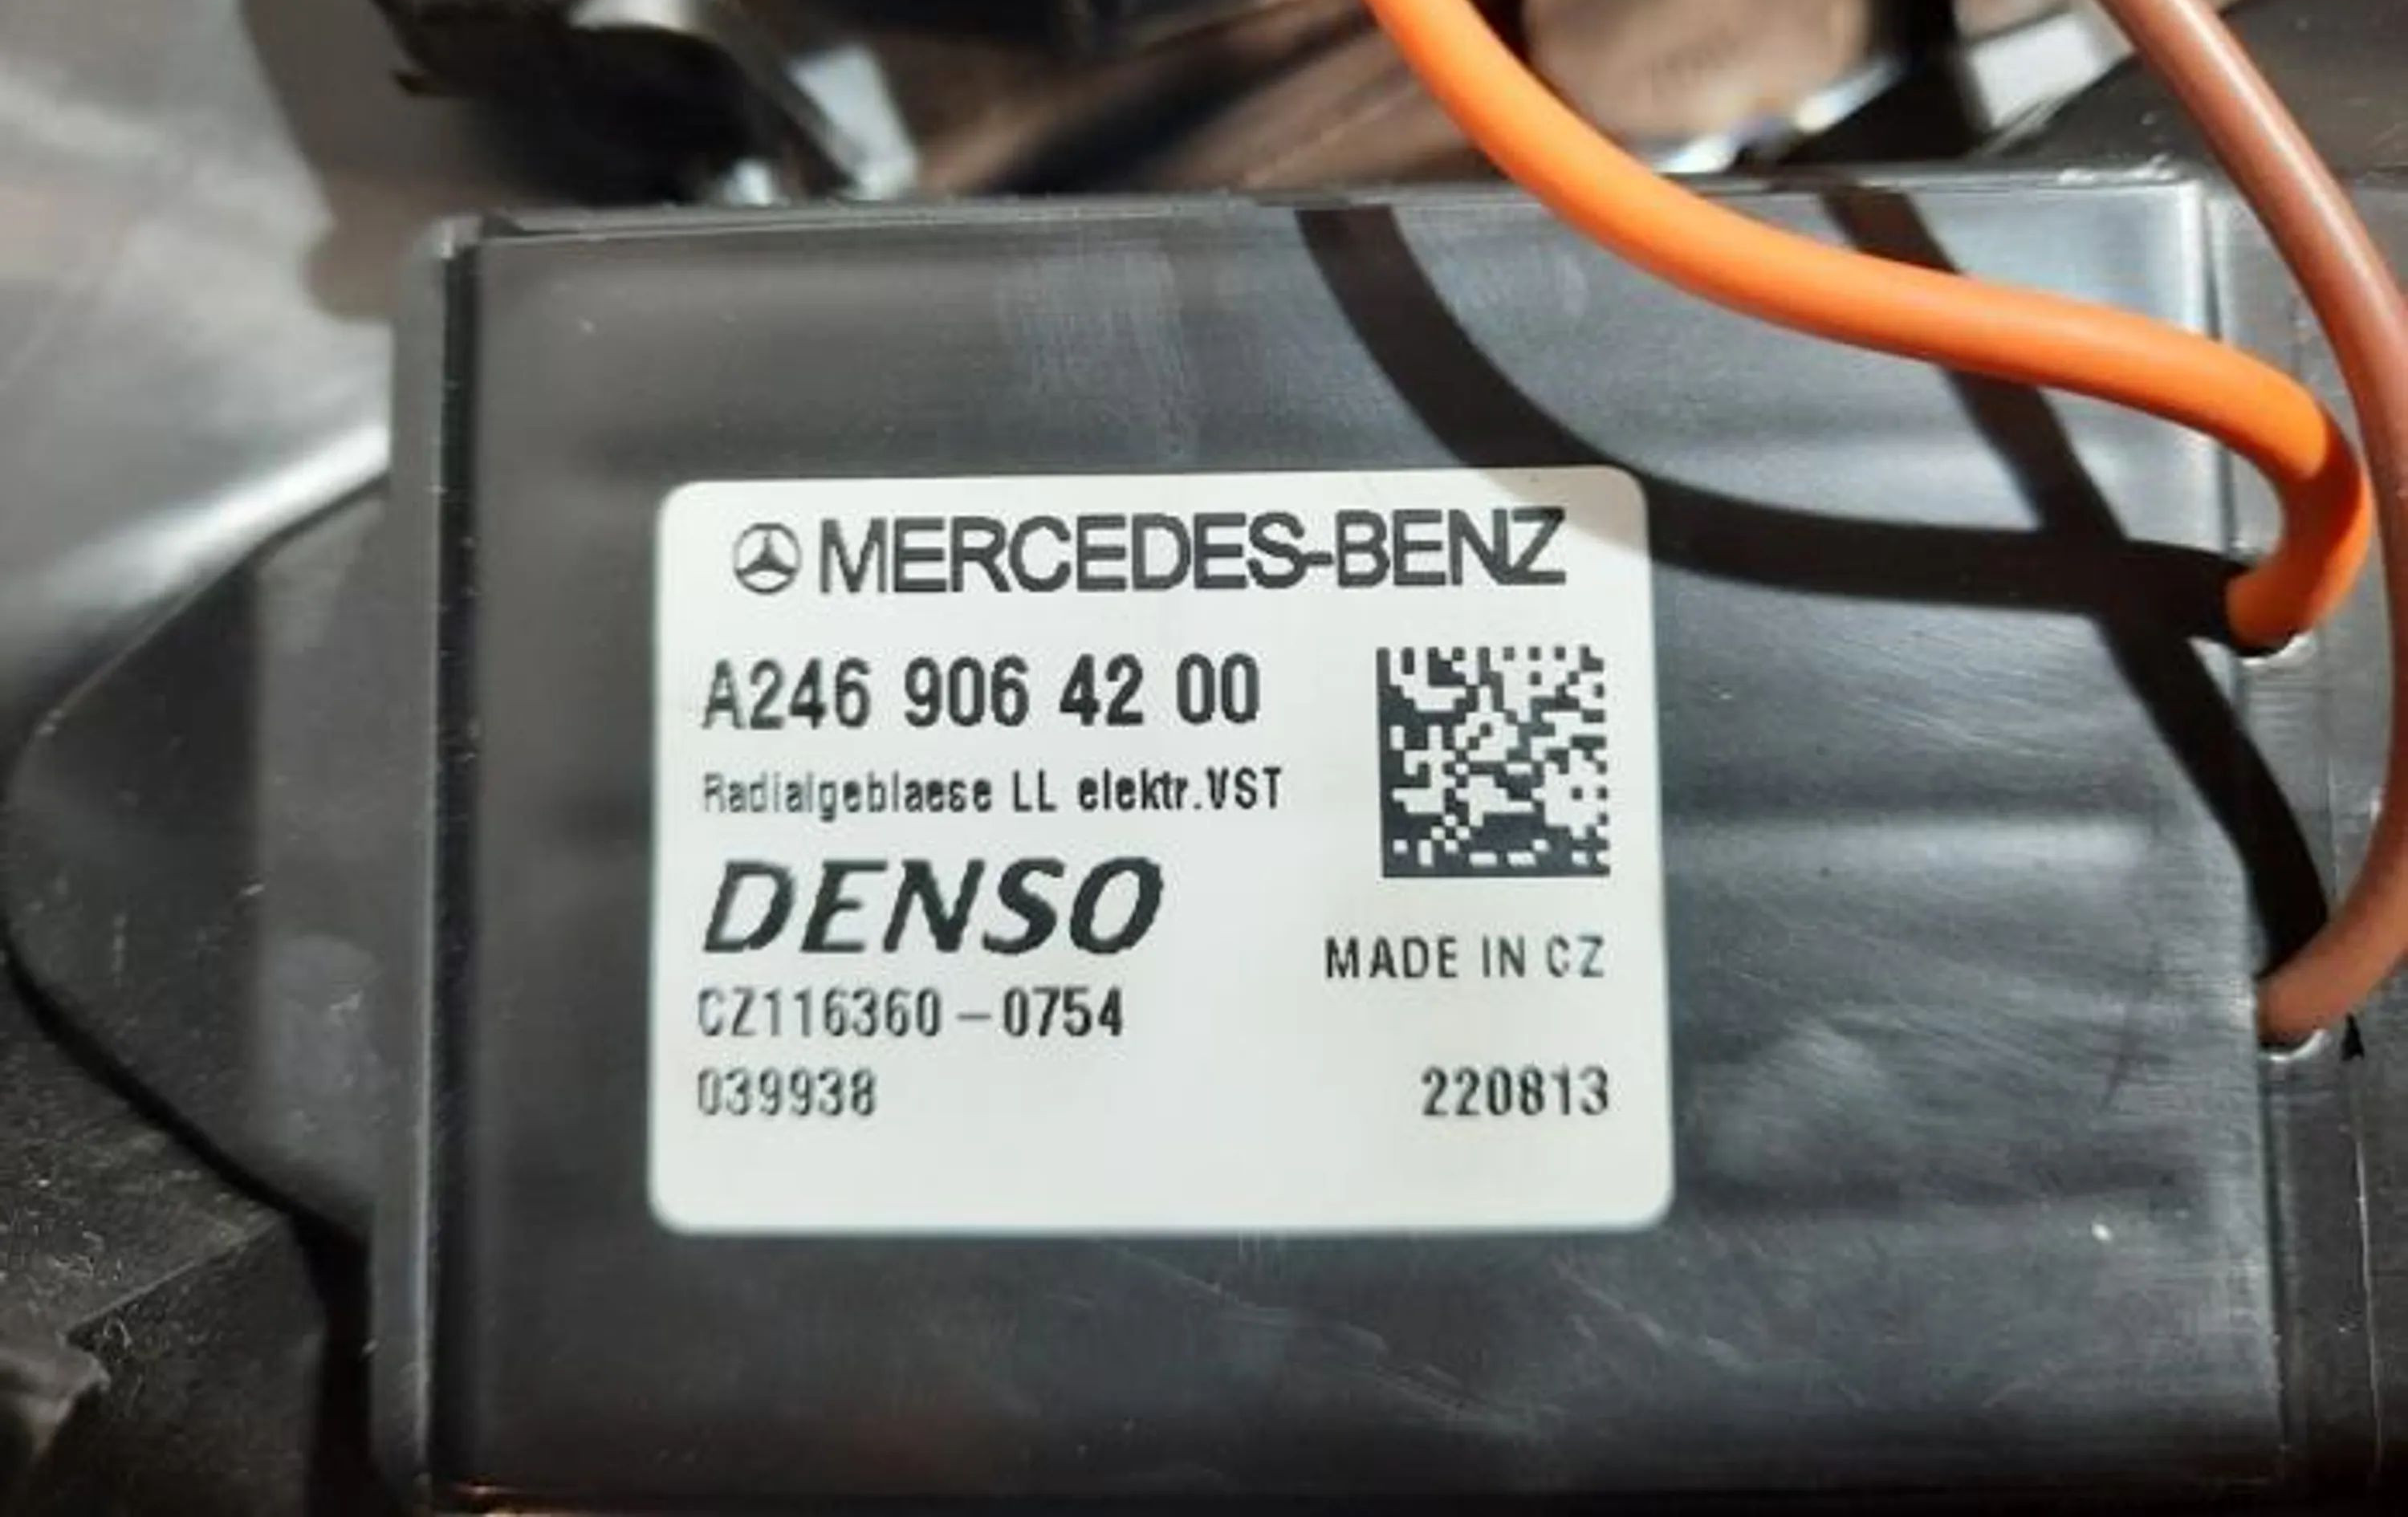 MERCEDES-BENZ
A246 906 42 00
Radialgeblaese LL elektr.VST
DENSO
MADE IN CZ
CZ116360-0754
039938
220813